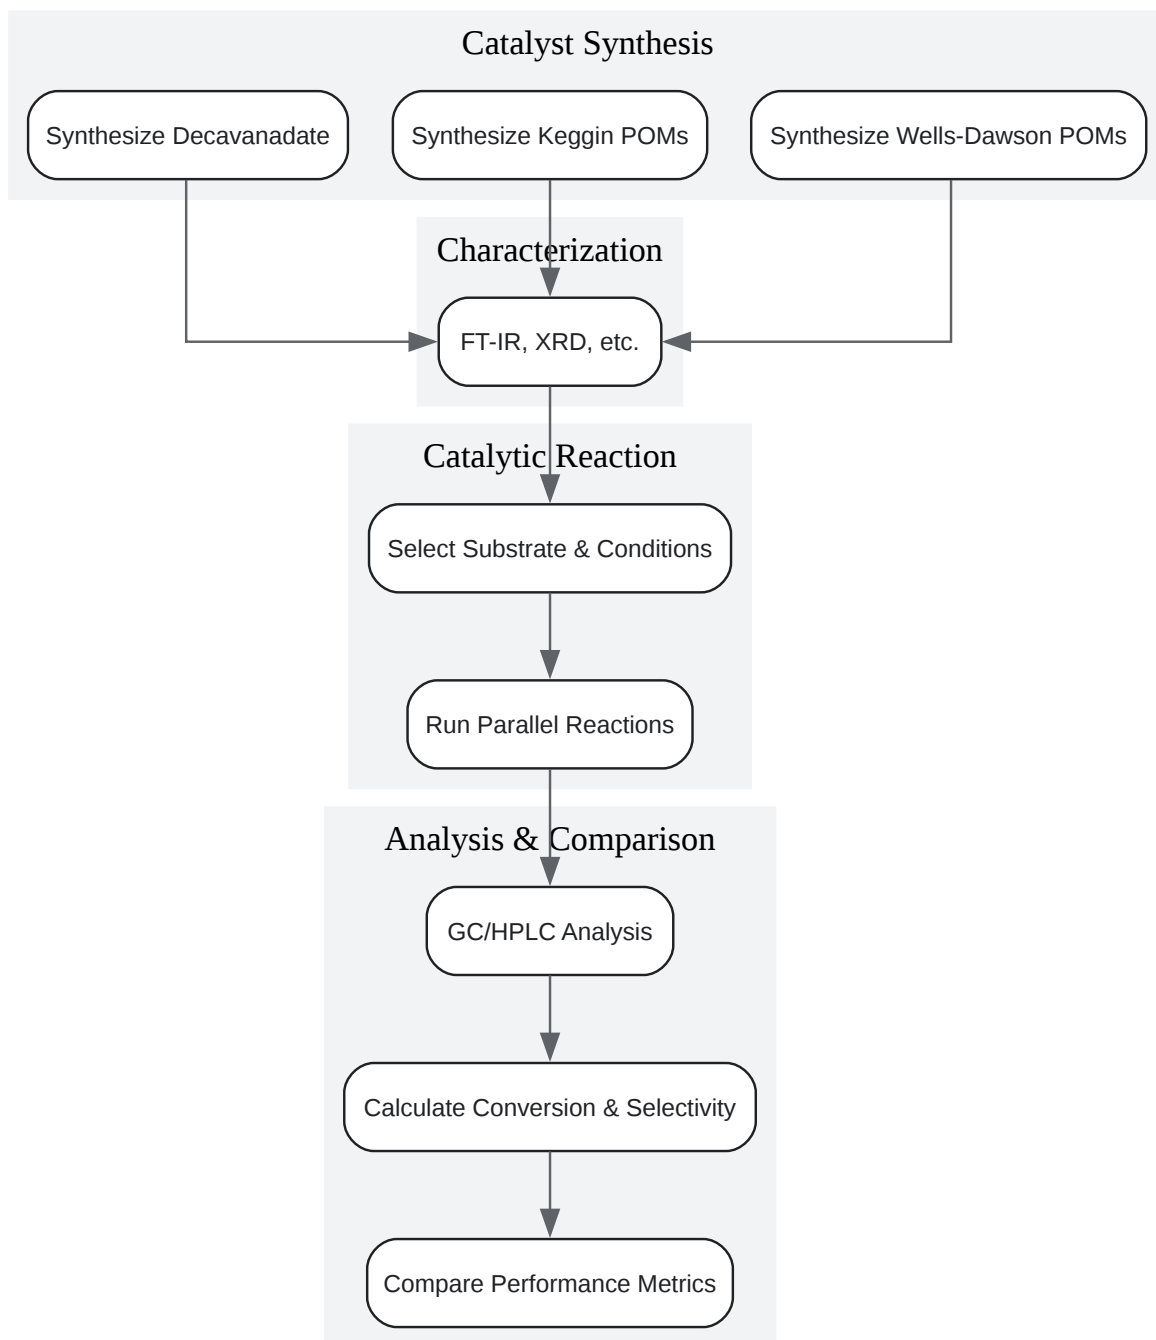 Catalyst Synthesis
Synthesize Decavanadate
Synthesize Keggin POMs
Synthesize Wells-Dawson POMs
Characterization
FT-IR, XRD, etc.
Catalytic Reaction
Select Substrate & Conditions
Run Parallel Reactions
Analysis & Comparison
GC/HPLC Analysis
Calculate Conversion & Selectivity
Compare Performance Metrics